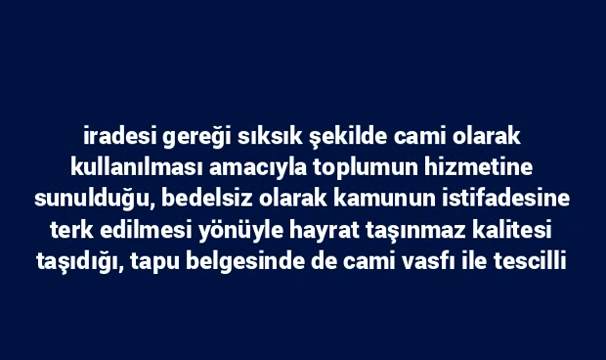 iradesi gereği sıksık şekilde cami olarak
kullanılması amacıyla toplumun hizmetine
sunulduğu, bedelsiz olarak kamunun istifadesine
terk edilmesi yönüyle hayrat taşınmaz kalitesi
taşıdığı, tapu belgesinde de cami vasfı ile tescilli